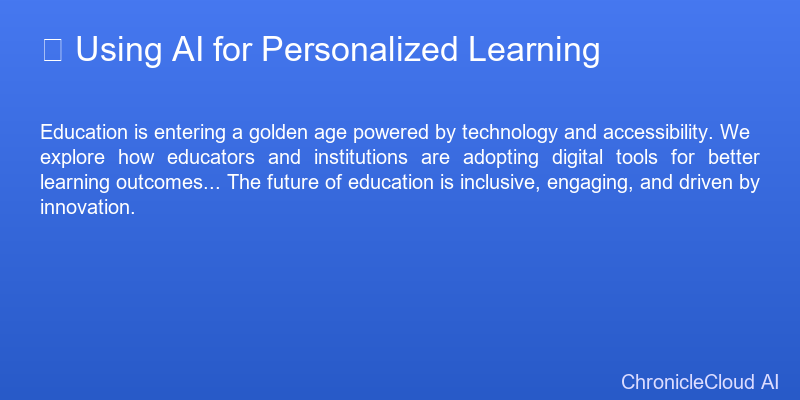 Using AI for Personalized Learning
Education is entering a golden age powered by technology and accessibility. We
explore how educators and institutions are adopting digital tools for better
learning outcomes... The future of education is inclusive, engaging, and driven by
innovation.
ChronicleCloud AI